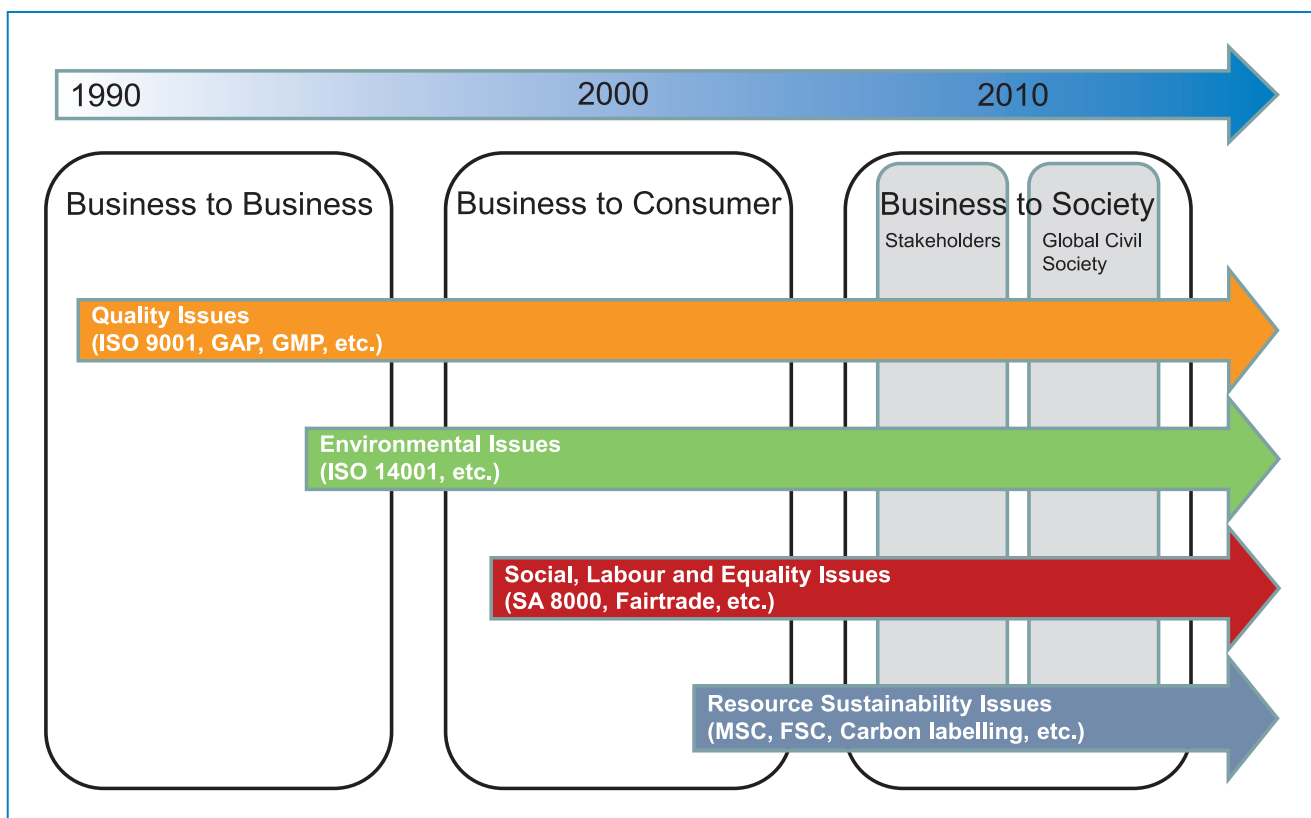 1990 2000 2010
Business to Business
Business to Consumer
Business to Society
Stakeholders
Global Civil
Society
Quality Issues
(ISO 9001, GAP, GMP, etc.)
Environmental Issues
(ISO 14001, etc.)
Social, Labour and Equality Issues
(SA 8000, Fairtrade, etc.)
Resource Sustainability Issues
(MSC, FSC, Carbon labelling, etc.)